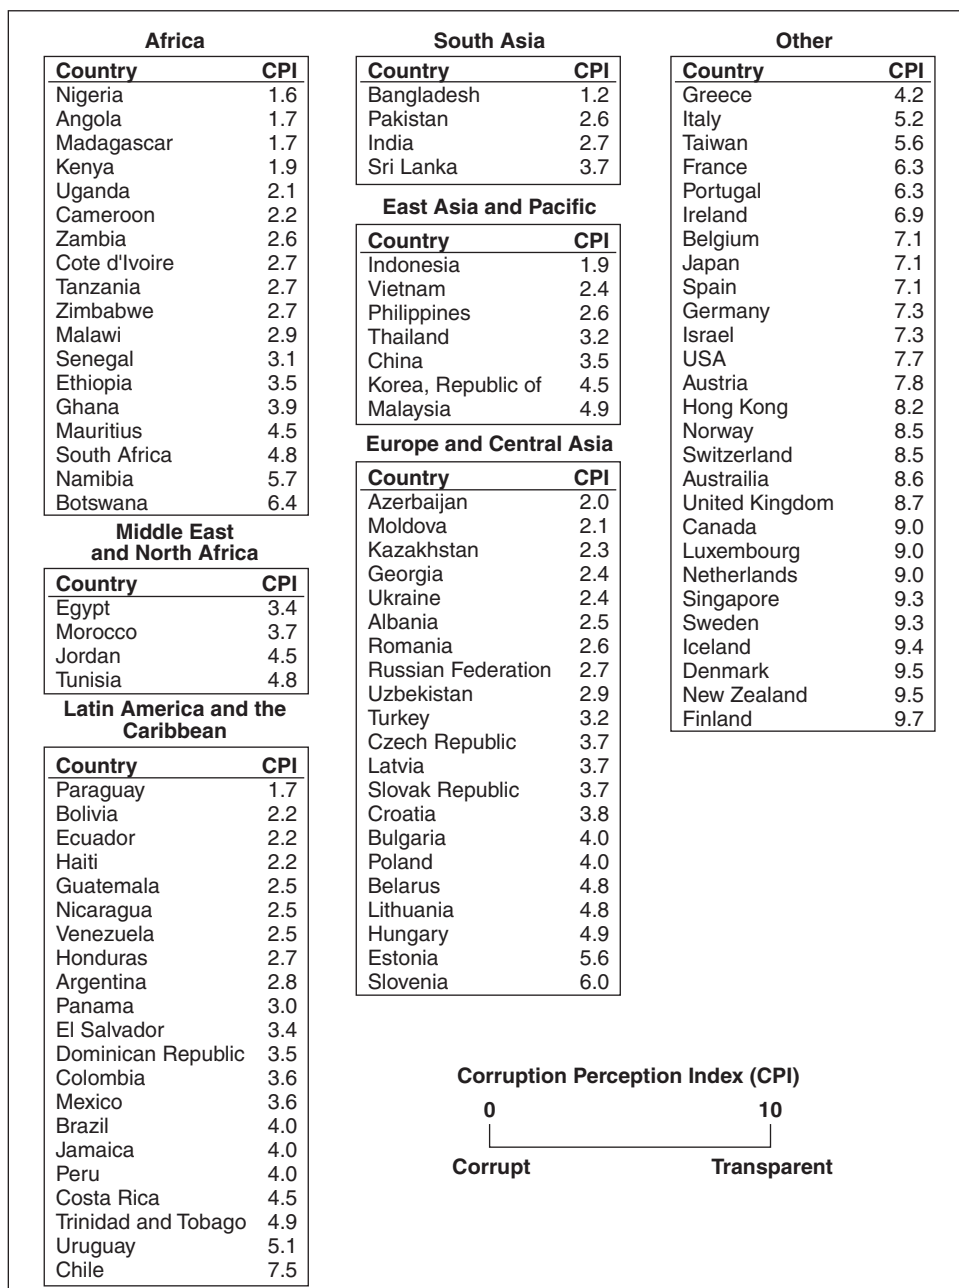 Africa
Country CPI
Nigeria 1.6
Angola 1.7
Madagascar 1.7
Kenya 1.9
Uganda 2.1
Cameroon 2.2
Zambia 2.6
Cote d'Ivoire 2.7
Tanzania 2.7
Zimbabwe 2.7
Malawi 2.9
Senegal 3.1
Ethiopia 3.5
Ghana 3.9
Mauritius 4.5
South Africa 4.8
Namibia 5.7
Botswana 6.4
Middle East
and North Africa
Country CPI
Egypt 3.4
Morocco 3.7
Jordan 4.5
Tunisia 4.8
Latin America and the
Caribbean
Country CPI
Paraguay 1.7
Bolivia 2.2
Ecuador 2.2
Haiti 2.2
Guatemala 2.5
Nicaragua 2.5
Venezuela 2.5
Honduras 2.7
Argentina 2.8
Panama 3.0
El Salvador 3.4
Dominican Republic 3.5
Colombia 3.6
Mexico 3.6
Brazil 4.0
Jamaica 4.0
Peru 4.0
Costa Rica 4.5
Trinidad and Tobago 4.9
Uruguay 5.1
Chile 7.5
South Asia
Country CPI
Bangladesh 1.2
Pakistan 2.6
India 2.7
Sri Lanka 3.7
East Asia and Pacific
Country CPI
Indonesia 1.9
Vietnam 2.4
Philippines 2.6
Thailand 3.2
China 3.5
Korea, Republic of 4.5
Malaysia 4.9
Europe and Central Asia
Country CPI
Azerbaijan 2.0
Moldova 2.1
Kazakhstan 2.3
Georgia 2.4
Ukraine 2.4
Albania 2.5
Romania 2.6
Russian Federation 2.7
Uzbekistan 2.9
Turkey 3.2
Czech Republic 3.7
Latvia 3.7
Slovak Republic 3.7
Croatia 3.8
Bulgaria 4.0
Poland 4.0
Belarus 4.8
Lithuania 4.8
Hungary 4.9
Estonia 5.6
Slovenia 6.0
Other
Country CPI
Greece 4.2
Italy 5.2
Taiwan 5.6
France 6.3
Portugal 6.3
Ireland 6.9
Belgium 7.1
Japan 7.1
Spain 7.1
Germany 7.3
Israel 7.3
USA 7.7
Austria 7.8
Hong Kong 8.2
Norway 8.5
Switzerland 8.5
Austrailia 8.6
United Kingdom 8.7
Canada 9.0
Luxembourg 9.0
Netherlands 9.0
Singapore 9.3
Sweden 9.3
Iceland 9.4
Denmark 9.5
New Zealand 9.5
Finland 9.7
Corruption Perception Index (CPI)
0 10
Corrupt Transparent